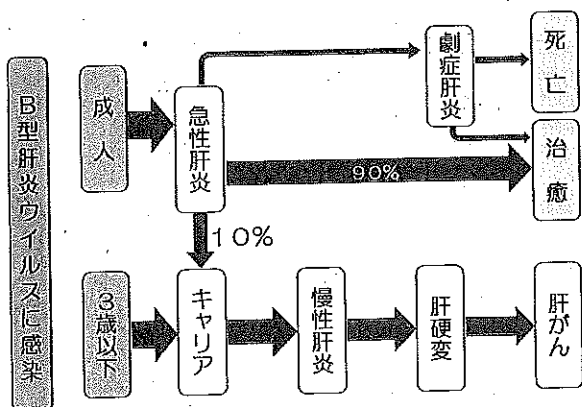 B型肝炎ウイルスに感染
成人
急性肝炎
劇症肝炎
死亡
治癒
90%
10%
3歳以下
キャリア
慢性肝炎
肝硬変
肝がん